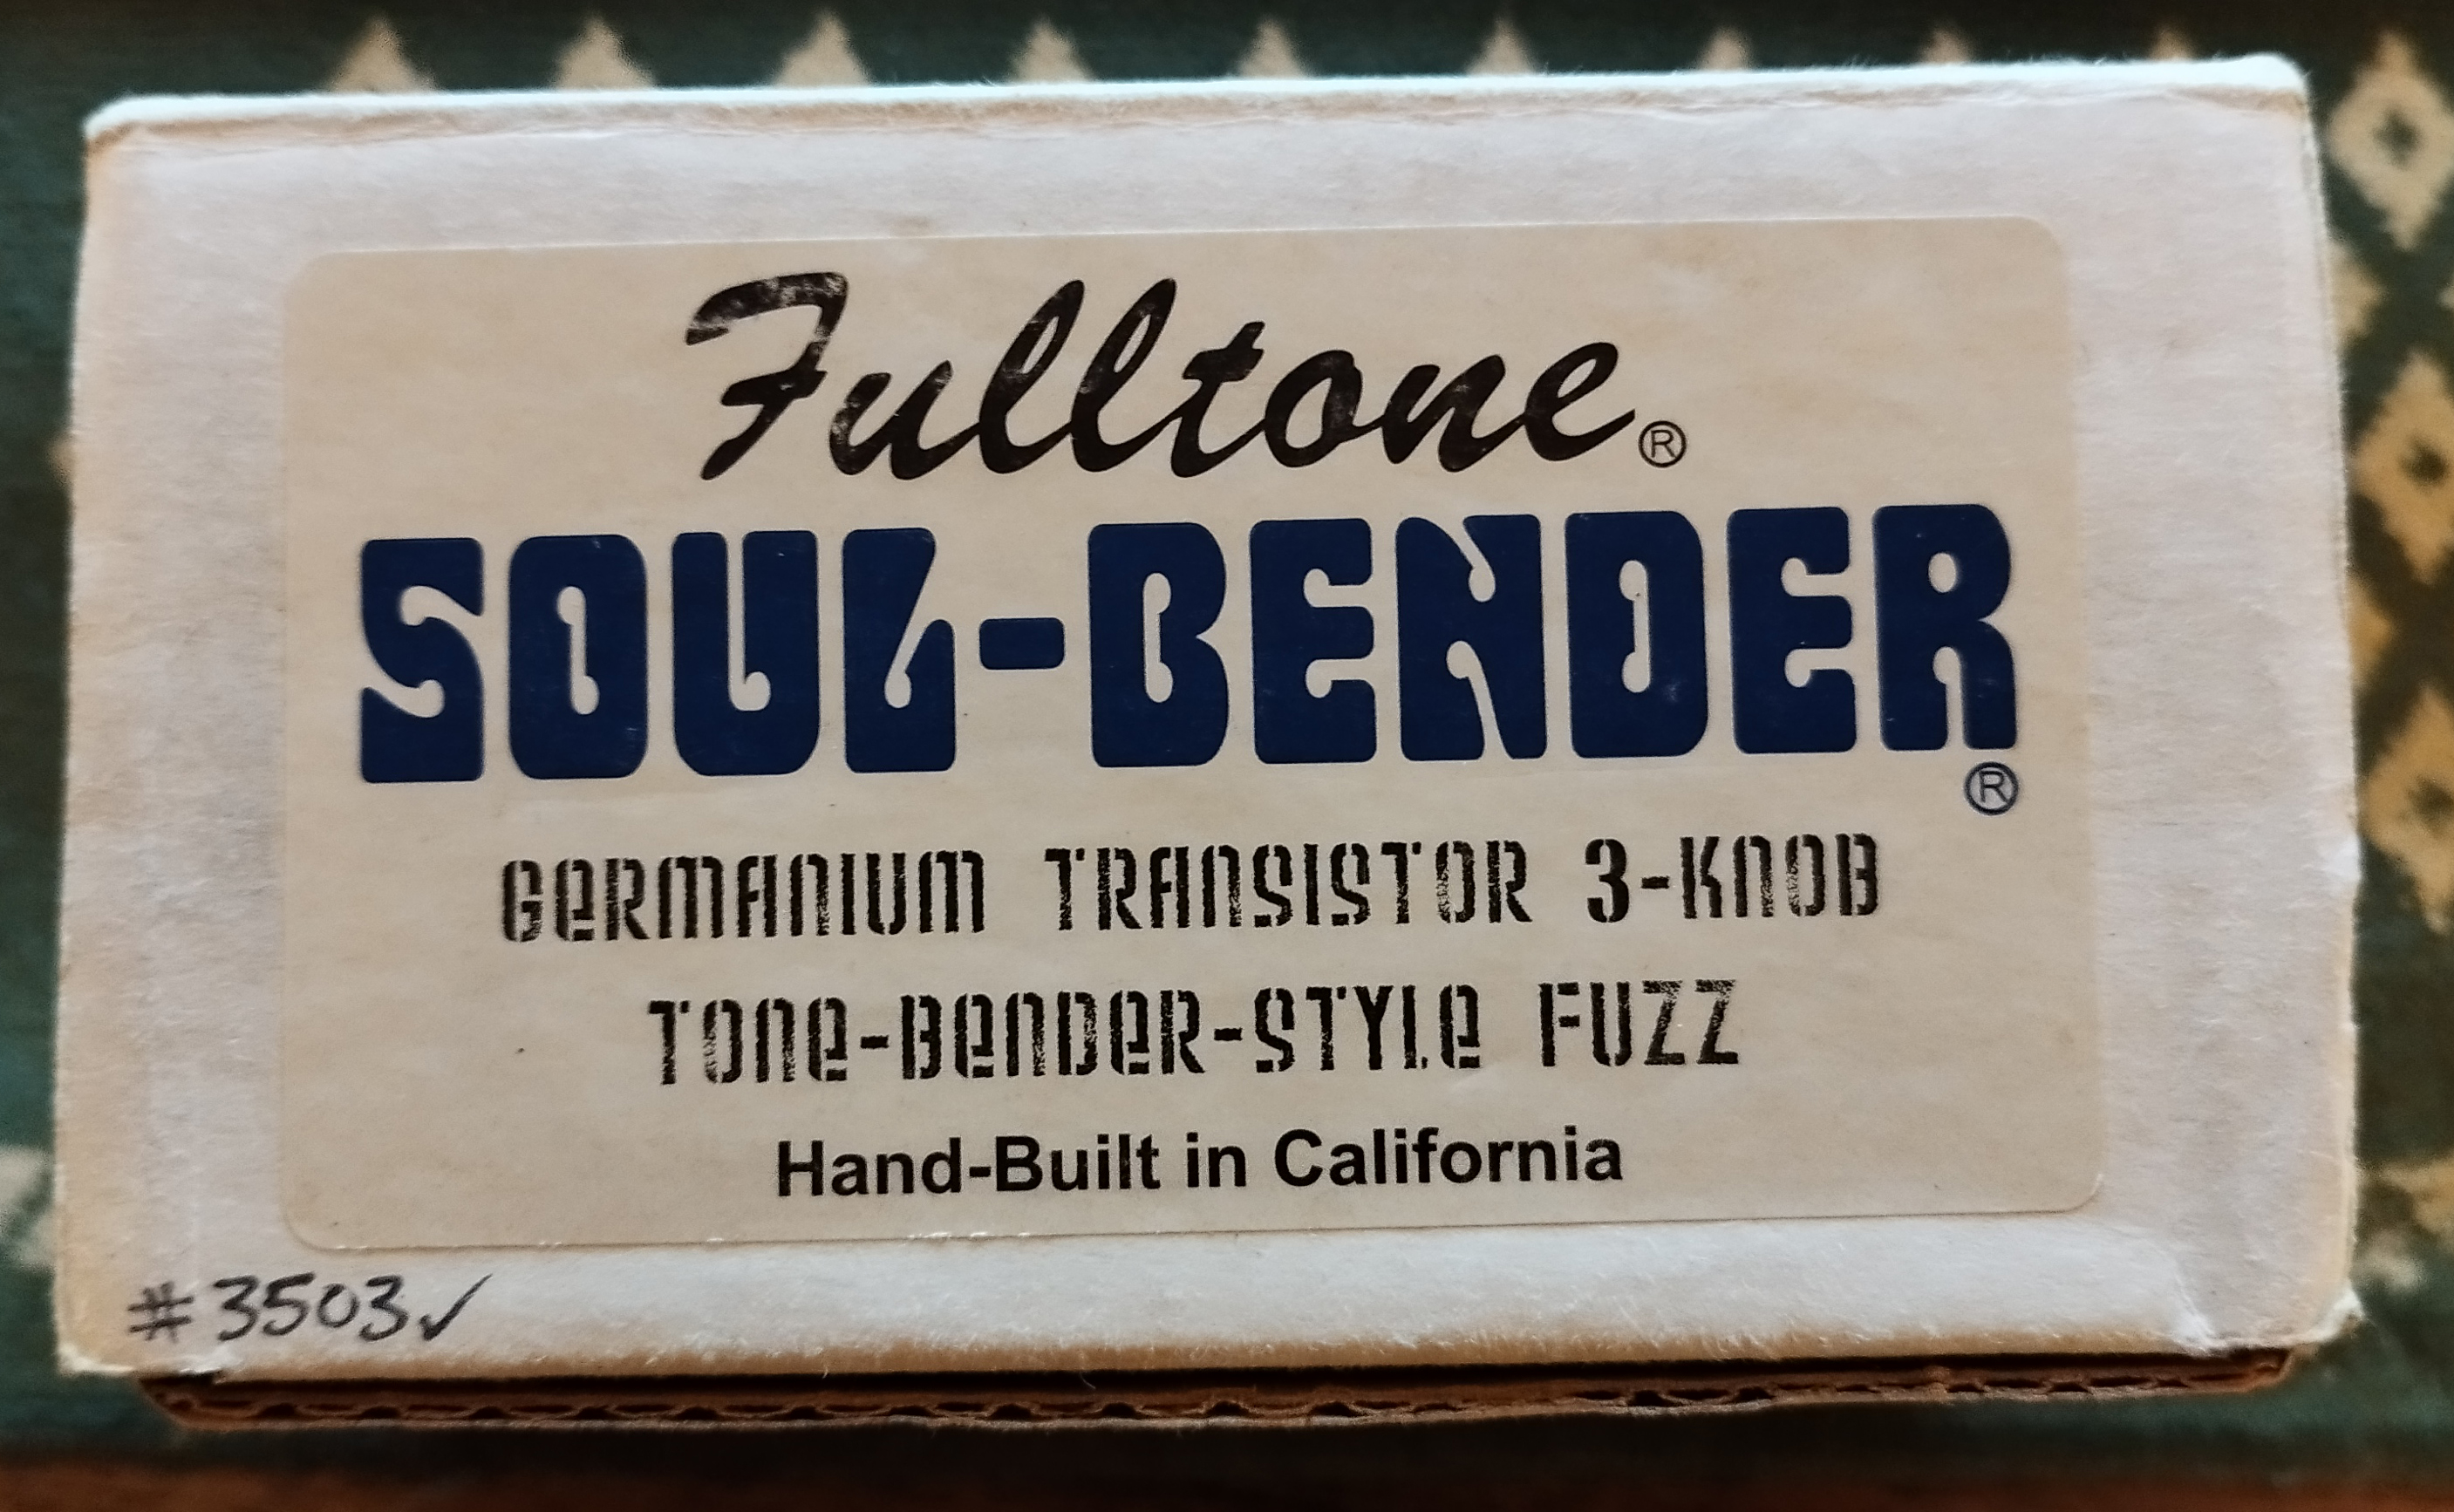 Fulltone®
SOUL-BENDER®
GERMANIUM TRANSISTOR 3-KNOB
TONE-BENDER-STYLE FUZZ
Hand-Built in California
#3503✓